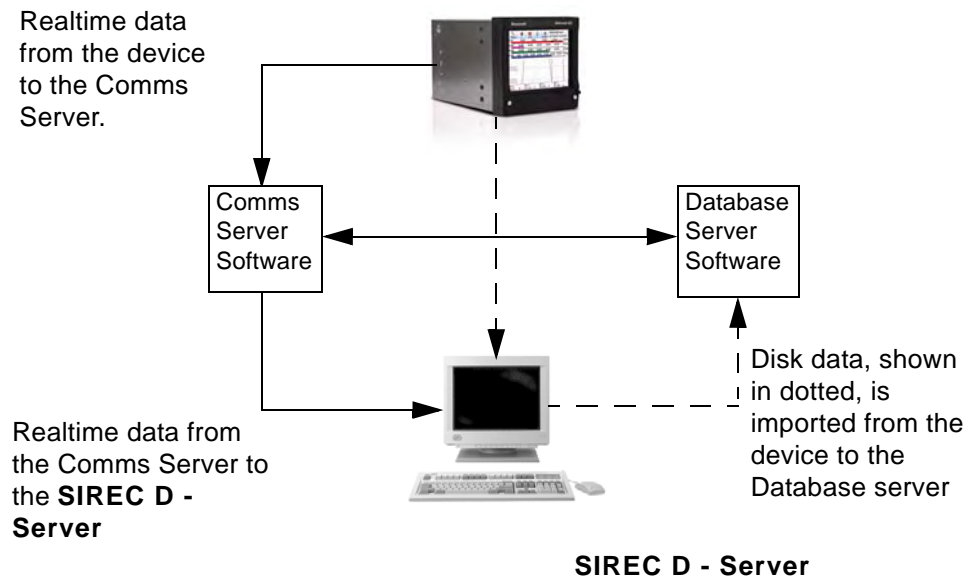 Realtime data
from the device
to the Comms
Server.
Comms
Server
Software
Database
Server
Software
Disk data, shown
in dotted, is
imported from the
device to the
Database server
Realtime data from
the Comms Server to
the SIREC D -
Server
SIREC D - Server